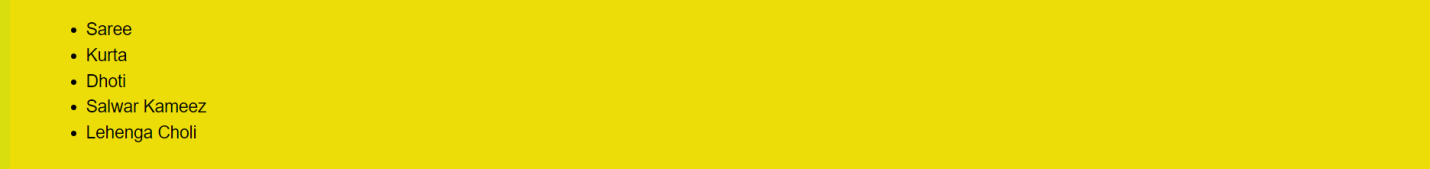 • Saree
• Kurta
• Dhoti
• Salwar Kameez
• Lehenga Choli